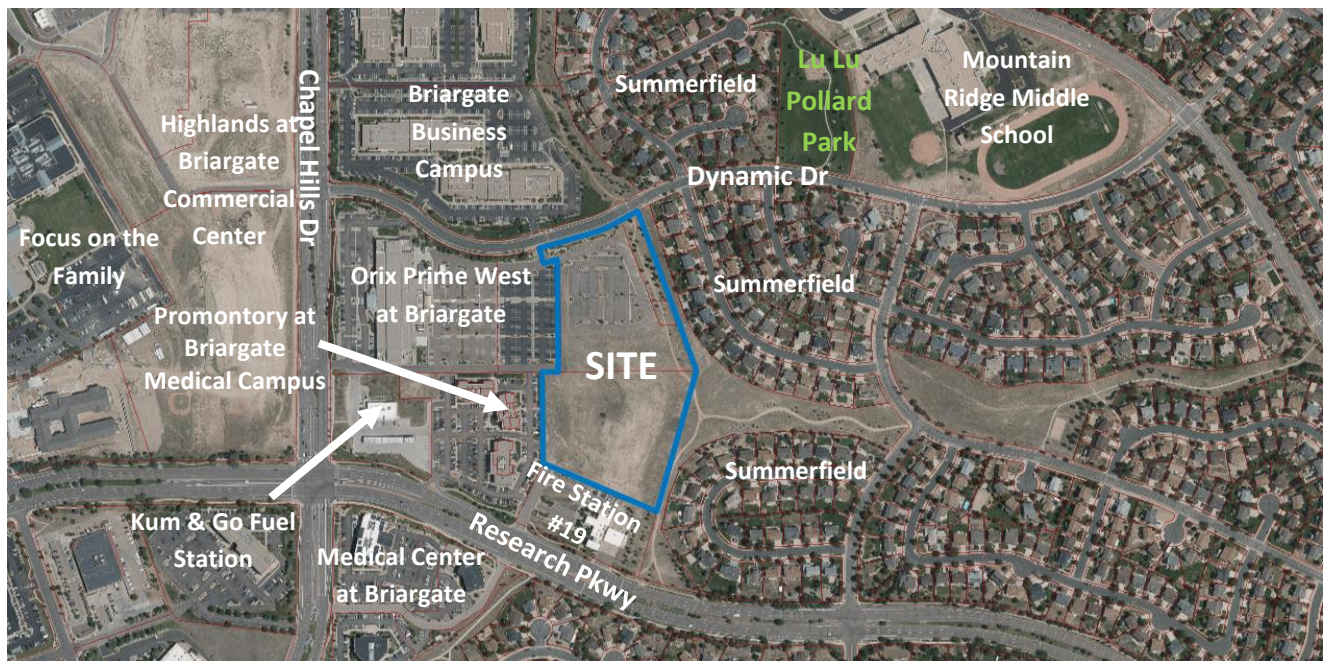 Chapel Hills Dr
Highlands at
Briargate
Commercial
Center
Briargate
Business
Campus
Summerfield
Lu Lu
Pollard
Park
Mountain
Ridge Middle
School
Dynamic Dr
Focus on the
Family
Orix Prime West
at Briargate
Summerfield
Promontory at
Briargate
Medical Campus
SITE
Summerfield
Fire Station
#19
Research Pkwy
Kum & Go Fuel
Station
Medical Center
at Briargate